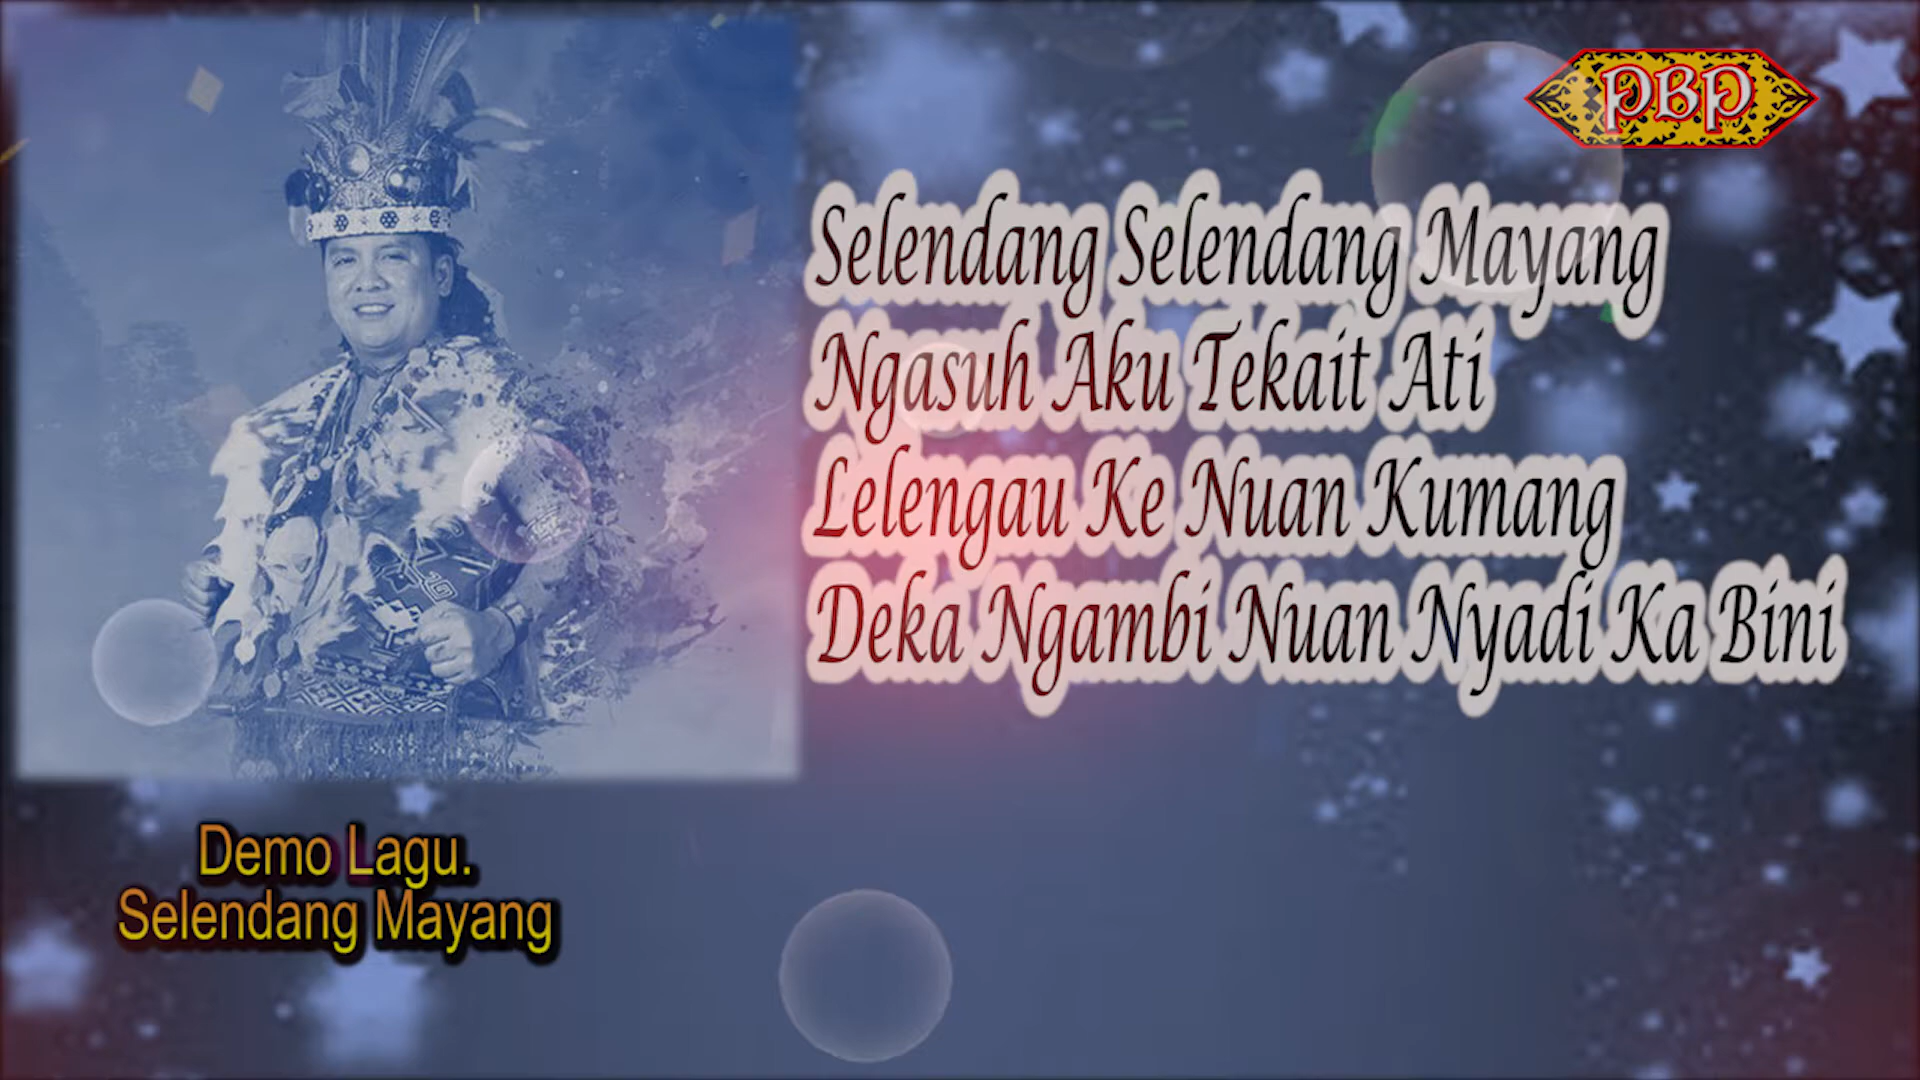 PBP
Selendang Selendang Mayang
Ngasuh Aku Tekait Ati
Lelengau Ke Nuan Kumang
Deka Ngambi Nuan Nyadi Ka Bini
Demo Lagu.
Selendang Mayang